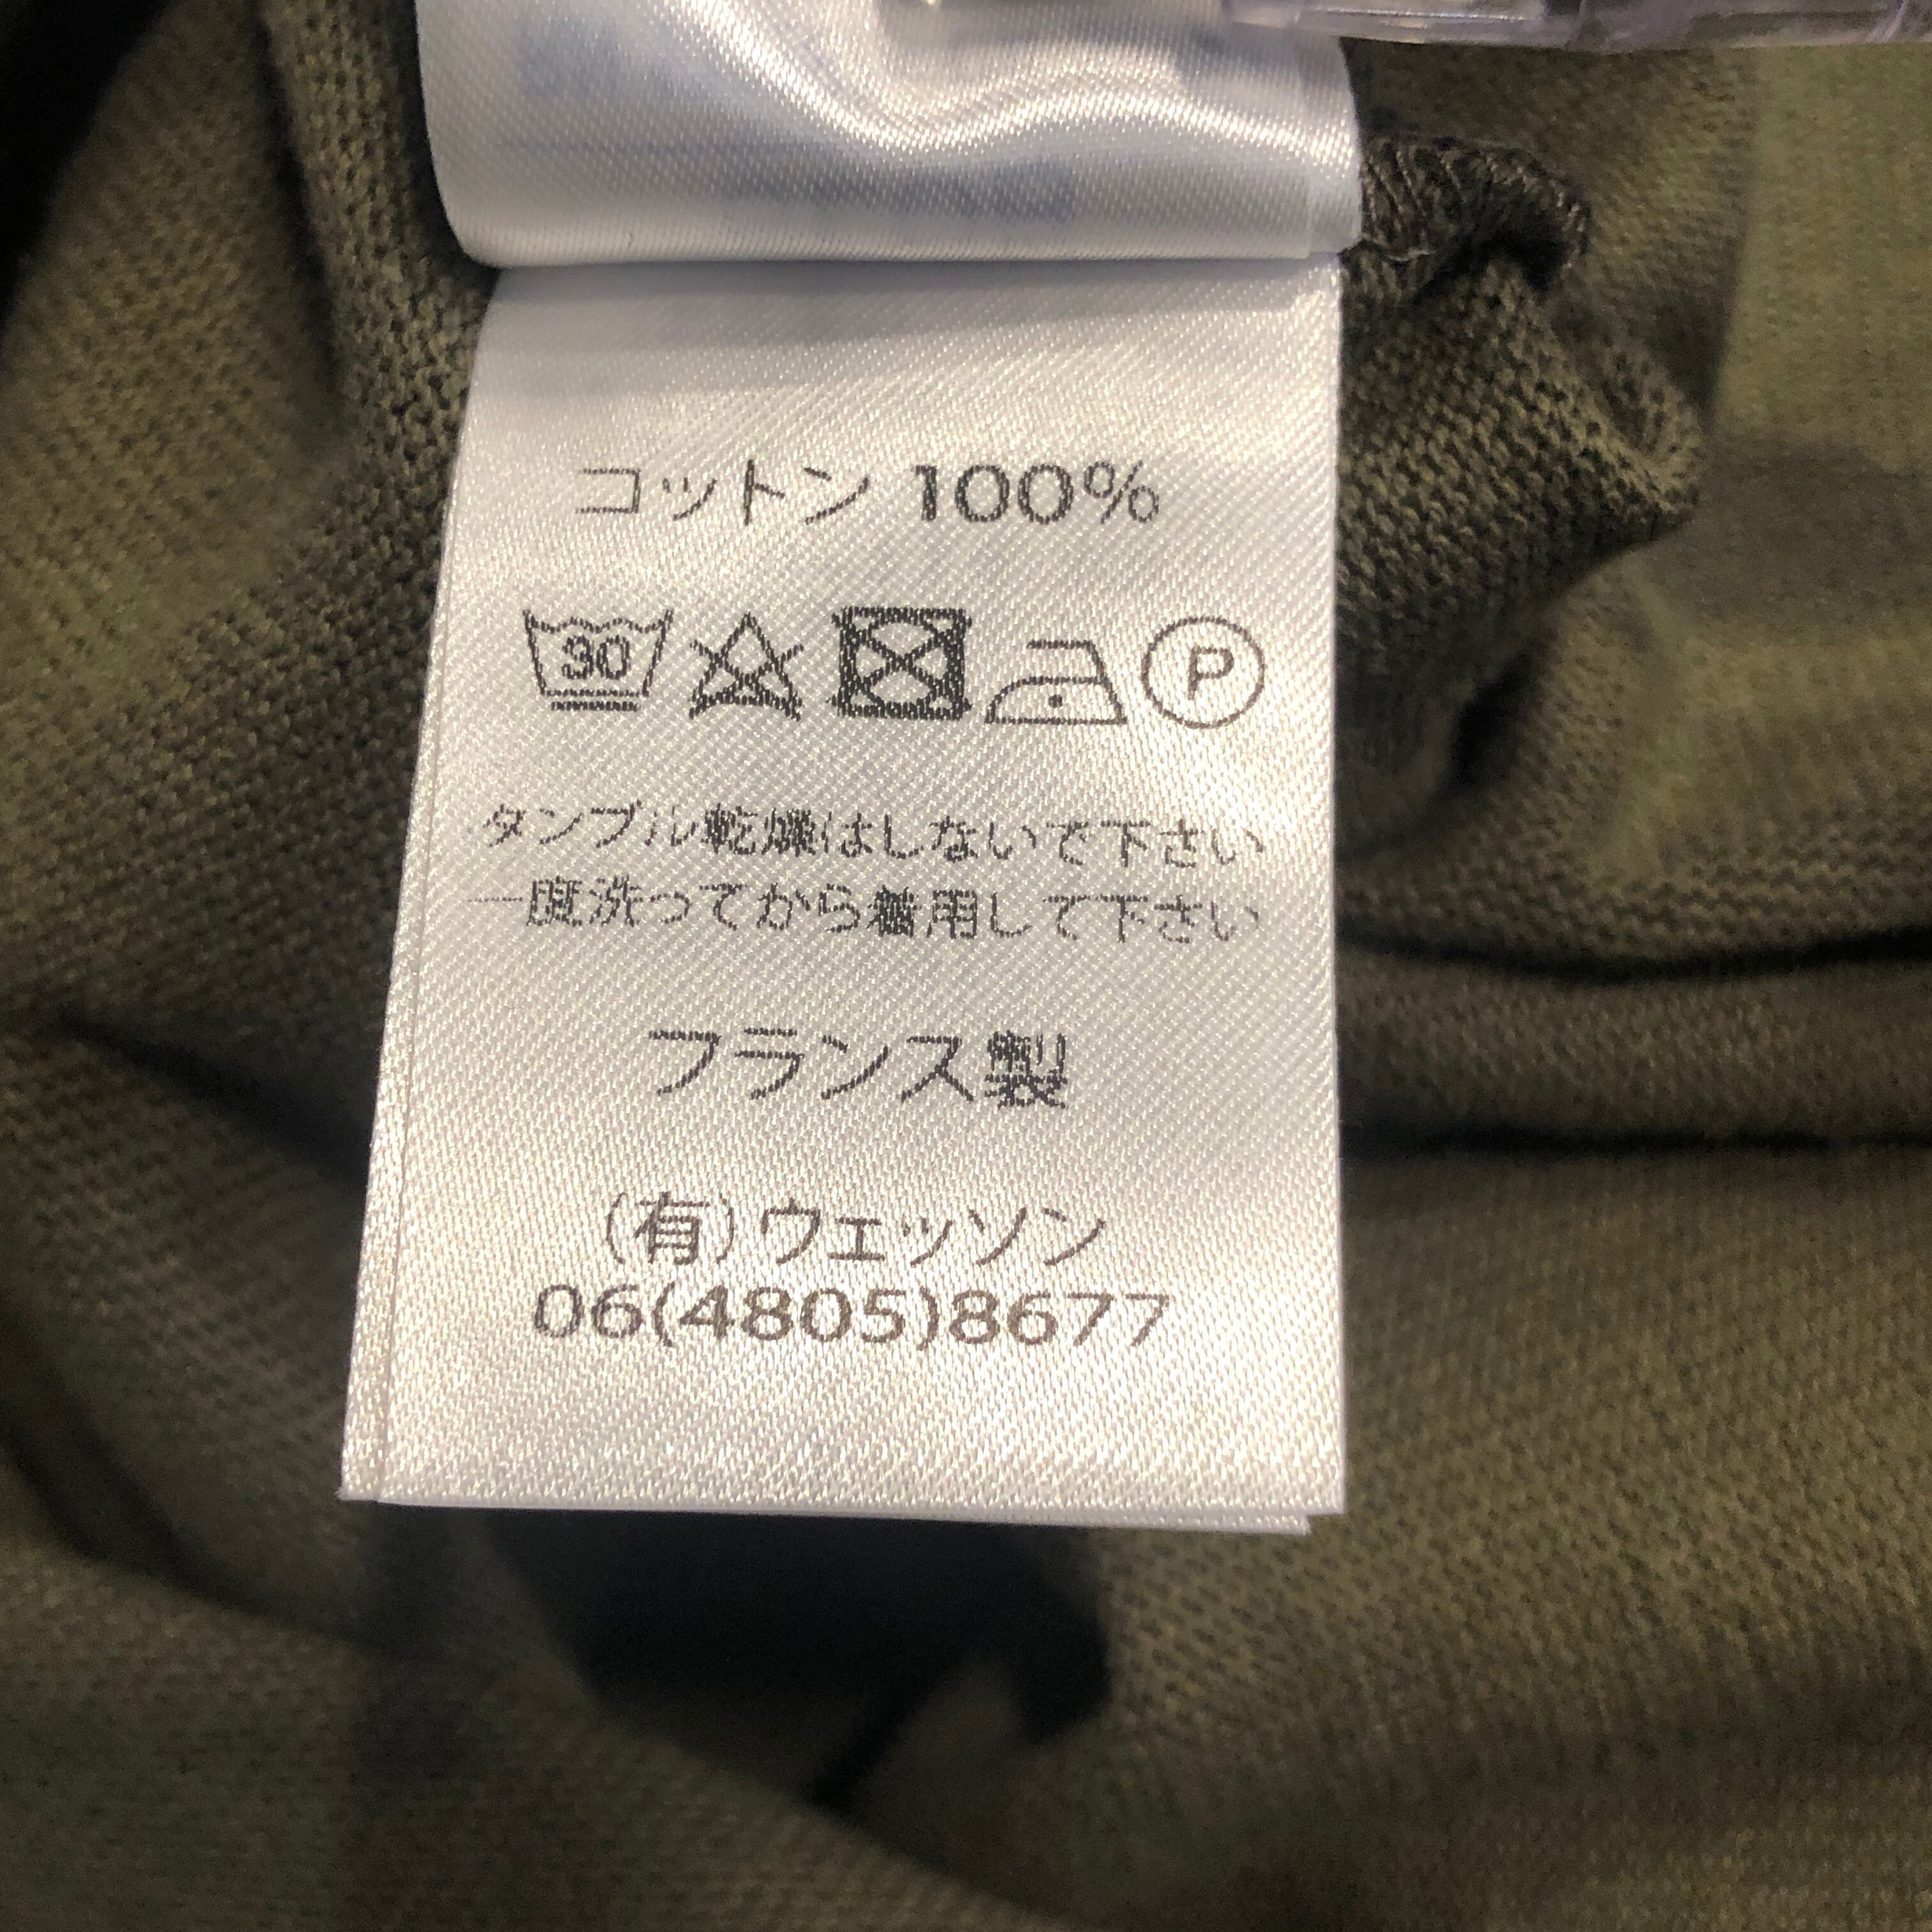 コットン 100%
30 P
タンブル乾燥はしないで下さい
一度洗ってから着用して下さい
フランス製
(有)ウェッソン
06(4805)8677